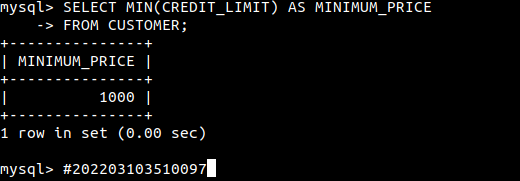 mysql> SELECT MIN(CREDIT_LIMIT) AS MINIMUM_PRICE
    -> FROM CUSTOMER;
+---------------+
| MINIMUM_PRICE |
+---------------+
|          1000 |
+---------------+
1 row in set (0.00 sec)
mysql> #202203103510097